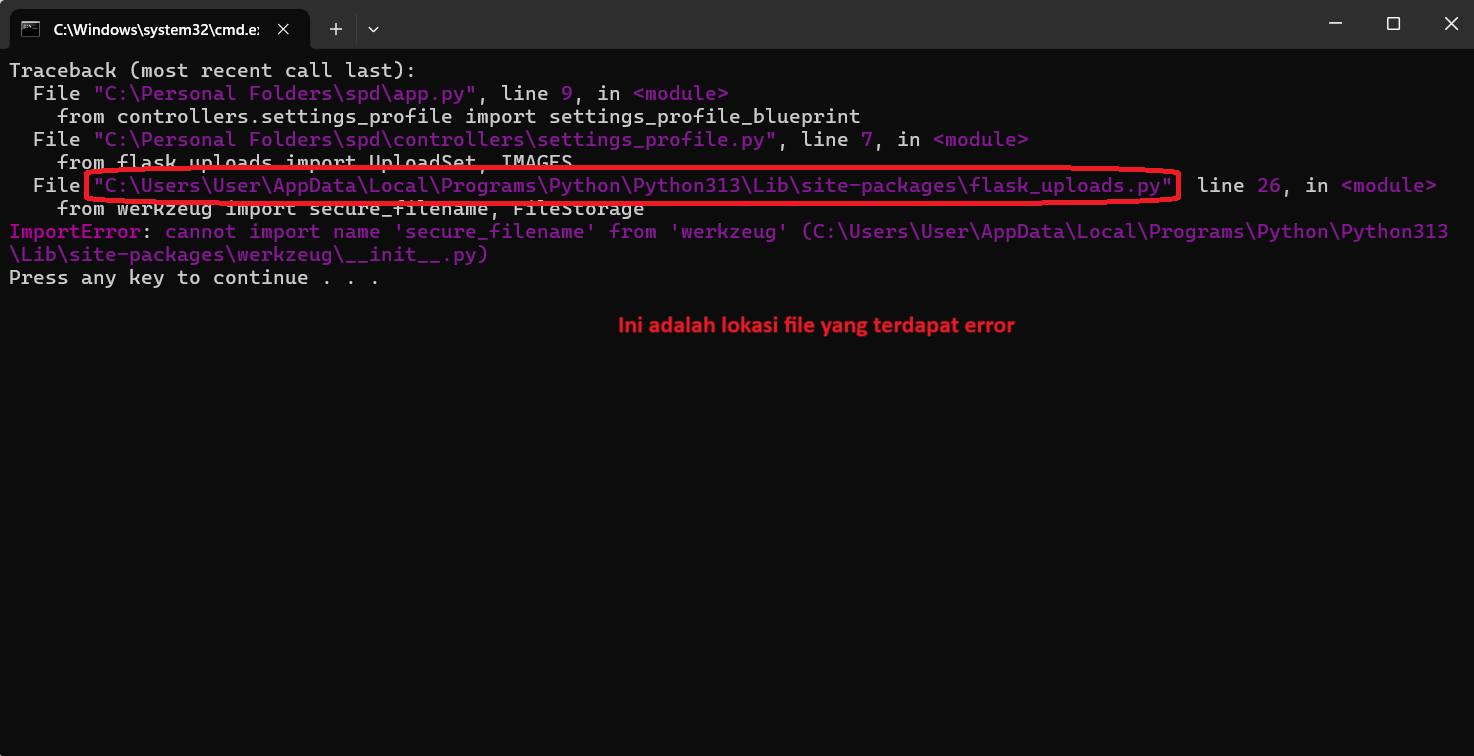 C:\Windows\system32\cmd.e:
Traceback (most recent call last):
  File "C:\Personal Folders\spd\app.py", line 9, in <module>
    from controllers.settings_profile import settings_profile_blueprint
  File "C:\Personal Folders\spd\controllers\settings_profile.py", line 7, in <module>
    from flask_uploads import UploadSet, IMAGES
  File "C:\Users\User\AppData\Local\Programs\Python\Python313\Lib\site-packages\flask_uploads.py" line 26, in <module>
    from werkzeug import secure_filename, FileStorage
ImportError: cannot import name 'secure_filename' from 'werkzeug' (C:\Users\User\AppData\Local\Programs\Python\Python313
\Lib\site-packages\werkzeug\__init__.py)
Press any key to continue . . .
Ini adalah lokasi file yang terdapat error